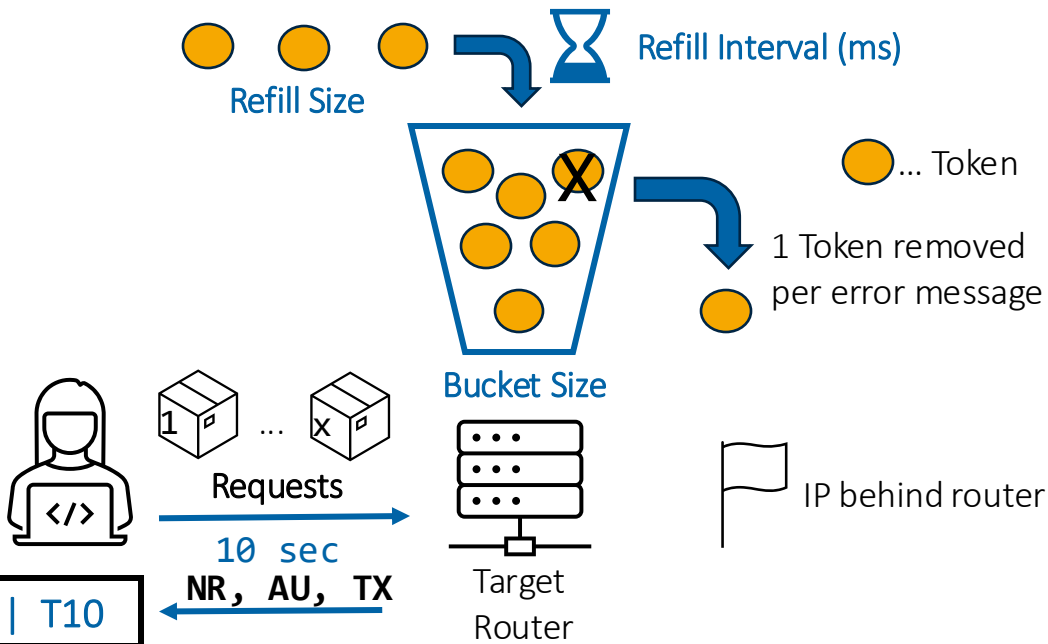 Refill Interval (ms)
Refill Size
X
... Token
1 Token removed
per error message
Bucket Size
1 ... x
Requests
</>
IP behind router
10 sec
NR, AU, TX
Target
Router
| T10